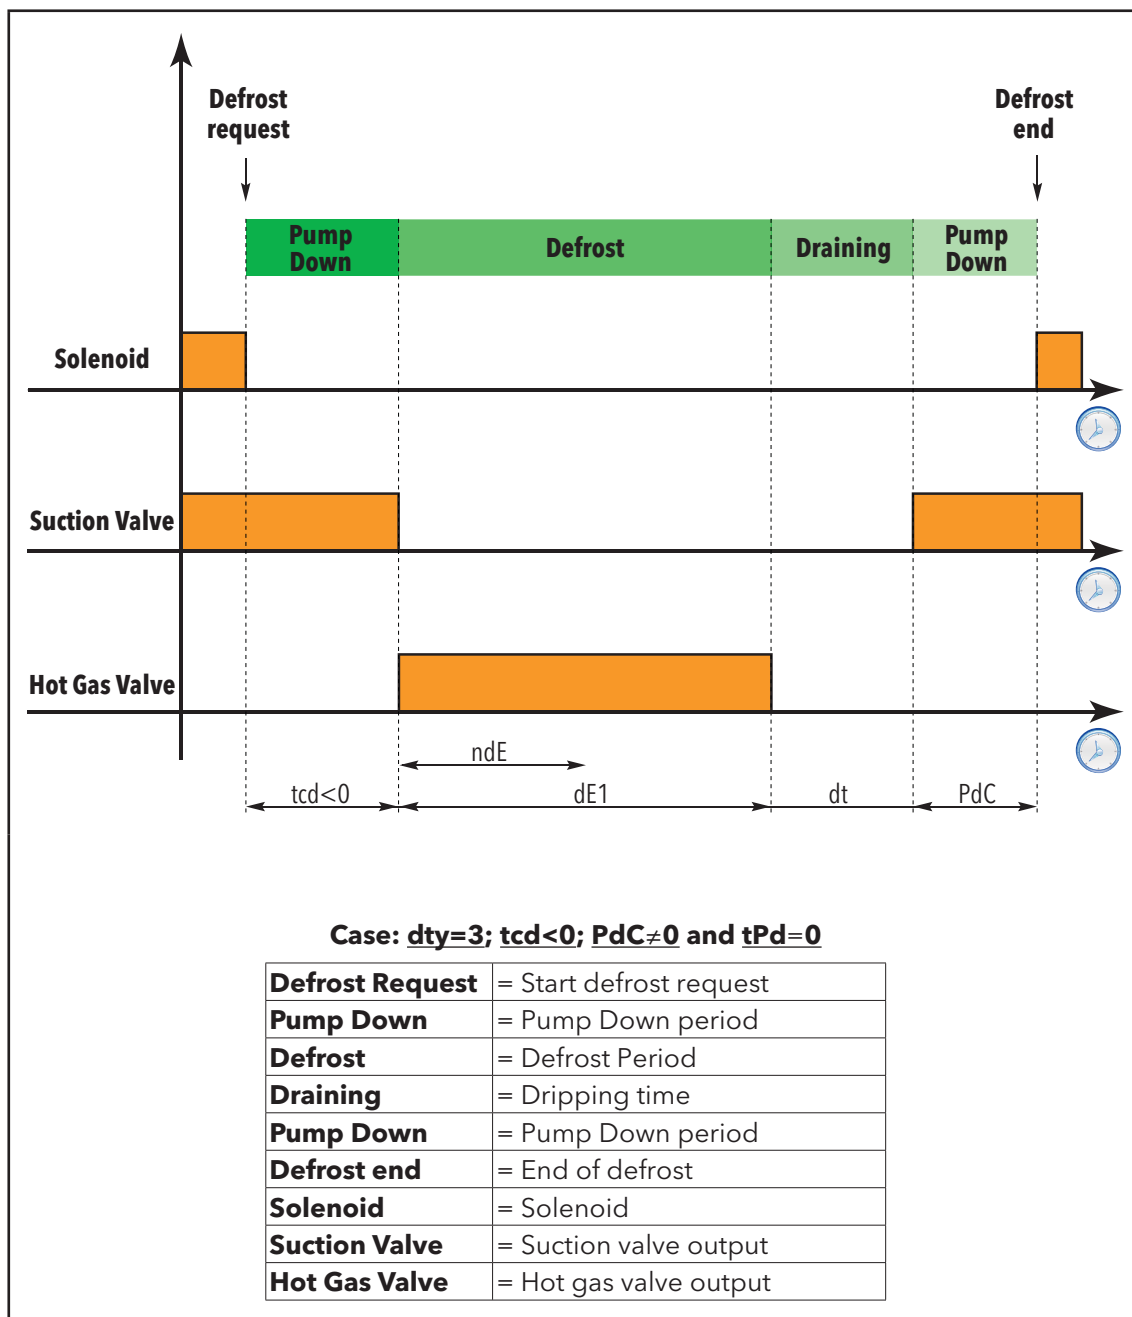 Defrost
request
Defrost
end
Pump
Down
Defrost
Draining
Pump
Down
Solenoid
Suction Valve
Hot Gas Valve
ndE
tcd<0
dE1
dt
PdC
Case: dty=3; tcd<0; PdC≠0 and tPd=0
Defrost Request = Start defrost request
Pump Down = Pump Down period
Defrost = Defrost Period
Draining = Dripping time
Pump Down = Pump Down period
Defrost end = End of defrost
Solenoid = Solenoid
Suction Valve = Suction valve output
Hot Gas Valve = Hot gas valve output